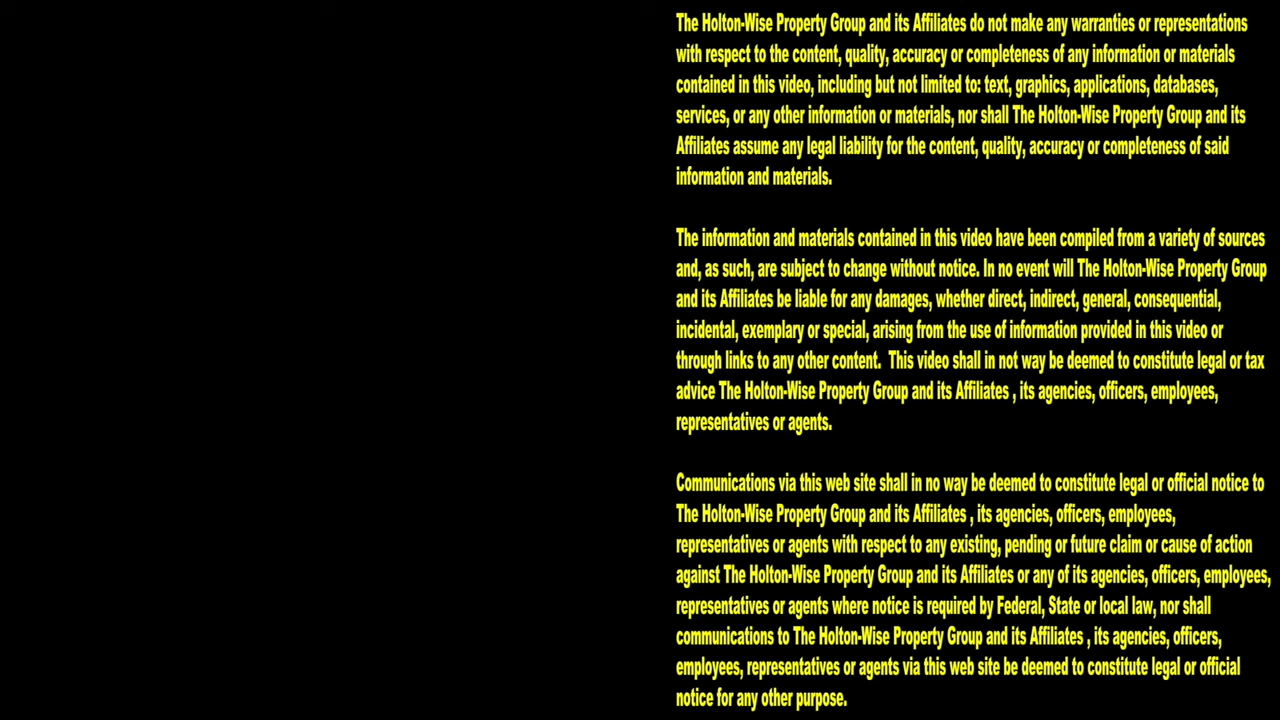 The Holton-Wise Property Group and its Affiliates do not make any warranties or representations
with respect to the content, quality, accuracy or completeness of any information or materials
contained in this video, including but not limited to: text, graphics, applications, databases,
services, or any other information or materials, nor shall The Holton-Wise Property Group and its
Affiliates assume any legal liability for the content, quality, accuracy or completeness of said
information and materials.
The information and materials contained in this video have been compiled from a variety of sources
and, as such, are subject to change without notice. In no event will The Holton-Wise Property Group
and its Affiliates be liable for any damages, whether direct, indirect, general, consequential,
incidental, exemplary or special, arising from the use of information provided in this video or
through links to any other content.  This video shall in not way be deemed to constitute legal or tax
advice The Holton-Wise Property Group and its Affiliates , its agencies, officers, employees,
representatives or agents.
Communications via this web site shall in no way be deemed to constitute legal or official notice to
The Holton-Wise Property Group and its Affiliates , its agencies, officers, employees,
representatives or agents with respect to any existing, pending or future claim or cause of action
against The Holton-Wise Property Group and its Affiliates or any of its agencies, officers, employees,
representatives or agents where notice is required by Federal, State or local law, nor shall
communications to The Holton-Wise Property Group and its Affiliates , its agencies, officers,
employees, representatives or agents via this web site be deemed to constitute legal or official
notice for any other purpose.